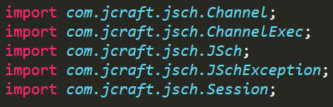 import com.jcraft.jsch.Channel;
import com.jcraft.jsch.ChannelExec;
import com.jcraft.jsch.JSch;
import com.jcraft.jsch.JSchException;
import com.jcraft.jsch.Session;